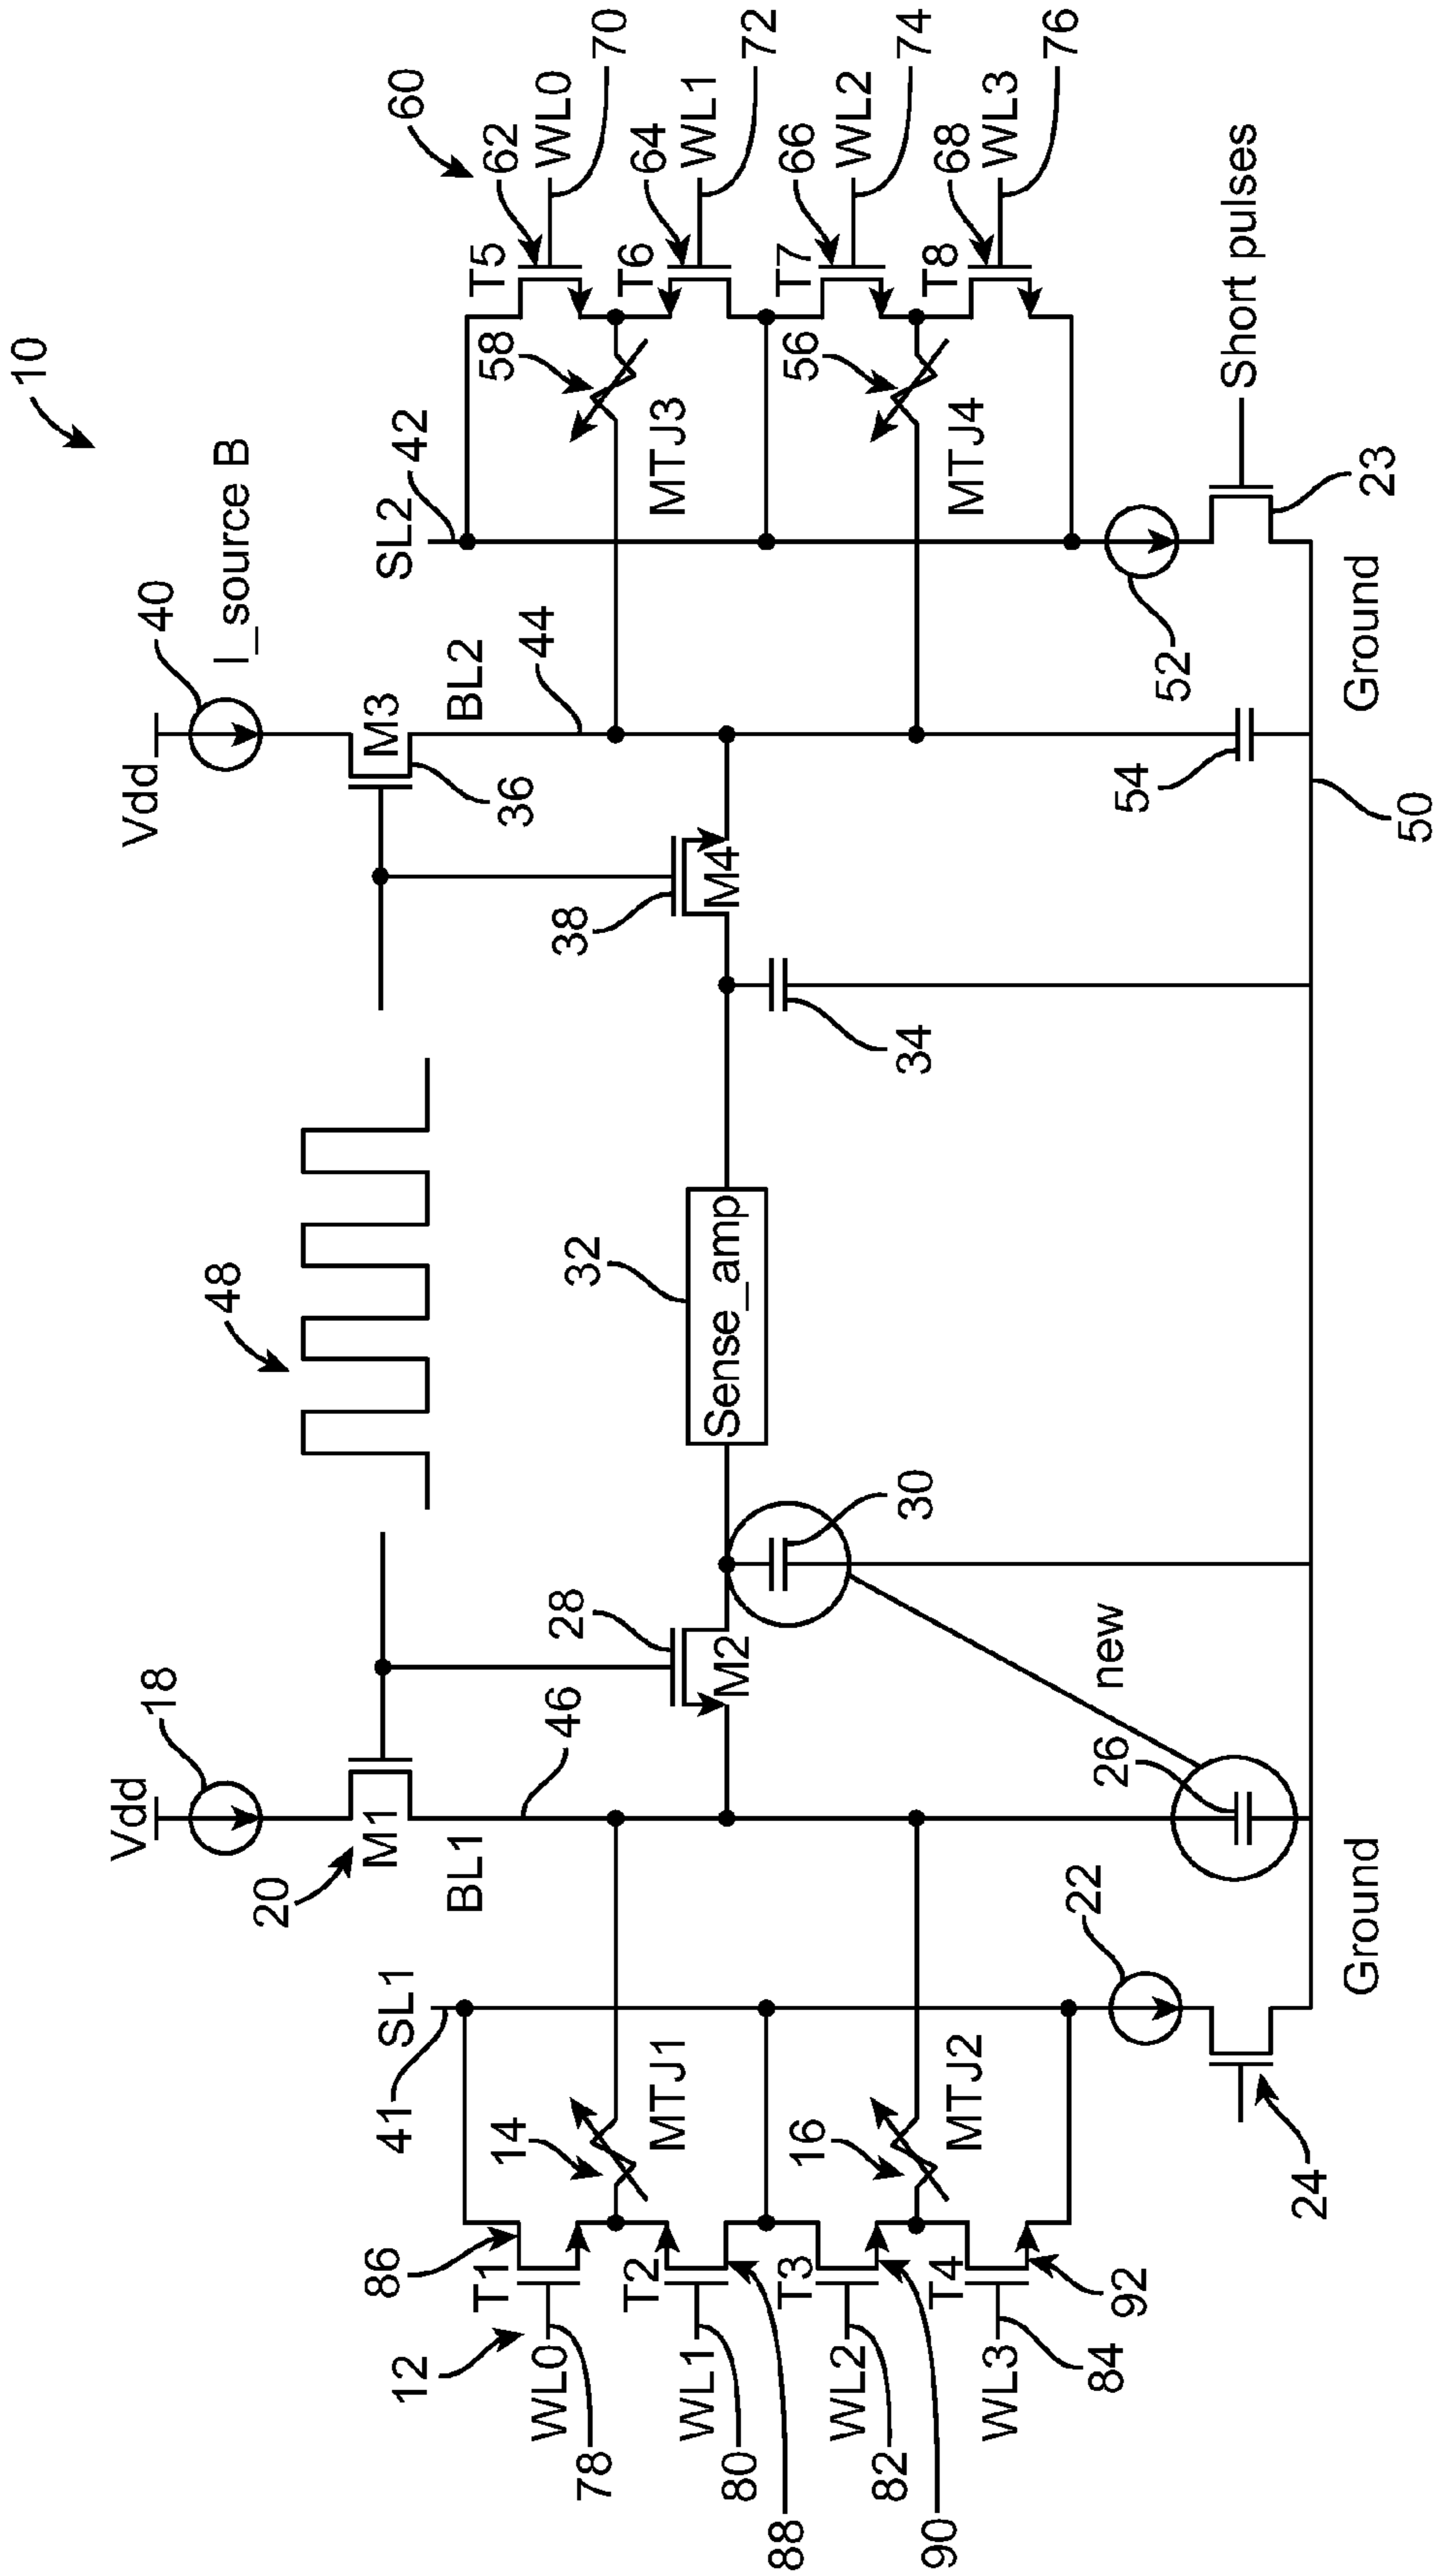 10
Vdd
18
20
M1
BL1
46
48
Vdd
40
I_source B
M3
36
BL2
44
SL1
41
SL2
42
60
12
T1
86
WL0
78
14
MTJ1
T2
WL1
80
88
T3
WL2
82
90
16
MTJ2
T4
WL3
84
92
28
M2
30
32
Sense_amp
34
38
M4
58
MTJ3
T5
62
WL0
70
T6
64
WL1
72
56
MTJ4
T7
66
WL2
74
T8
68
WL3
76
22
24
26
new
Ground
54
50
52
Ground
23
Short pulses